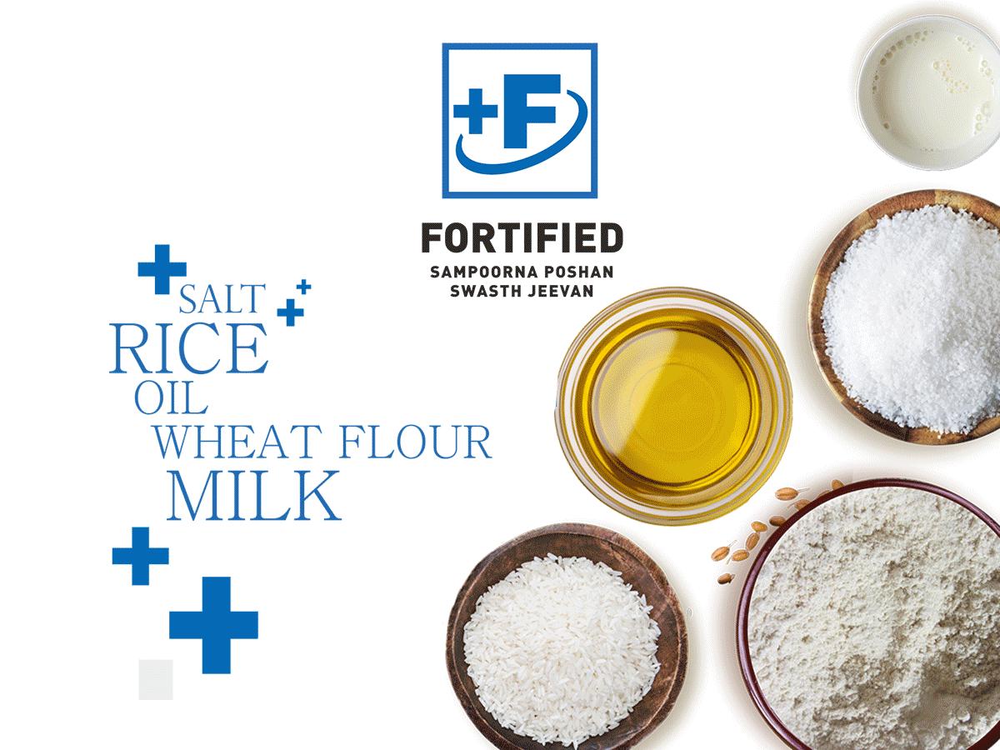 +F
FORTIFIED
SAMPOORNA POSHAN
SWASTH JEEVAN
SALT
RICE
OIL
WHEAT FLOUR
MILK